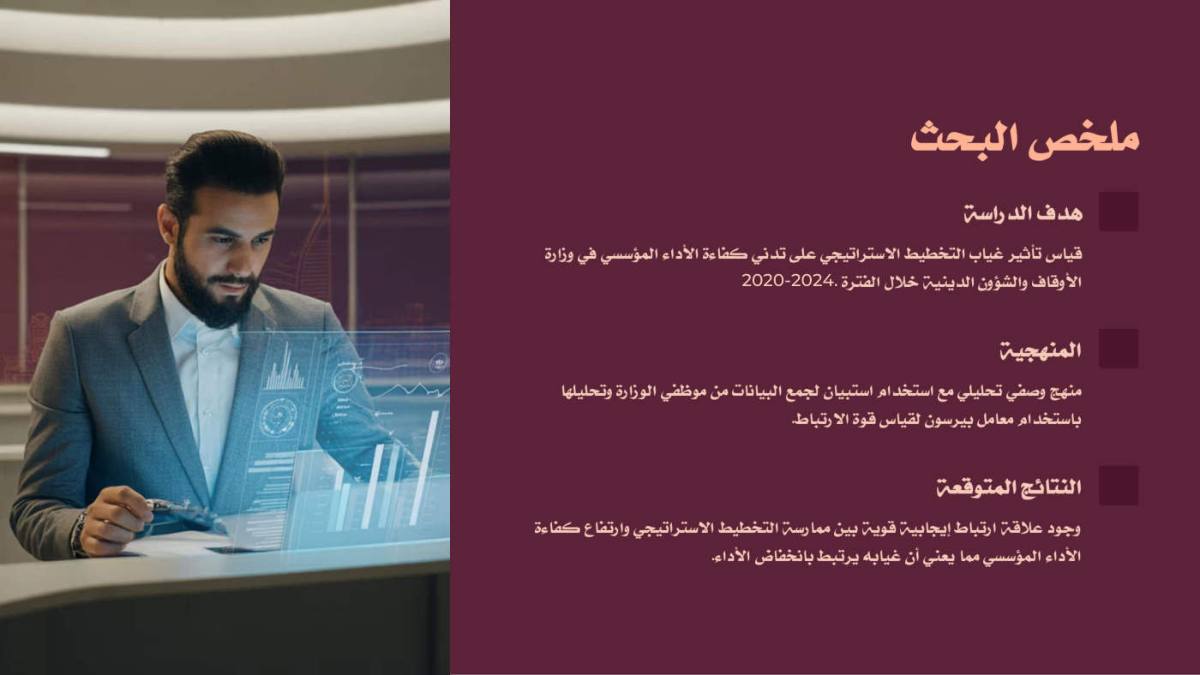 ملخص البحث
هدف الدراسة
قياس تأثير غياب التخطيط الاستراتيجي على تدني كفاءة الأداء المؤسسي في وزارة
الأوقاف والشؤون الدينية خلال الفترة .2024-2020
المنهجية
منهج وصفي تحليلي مع استخدام استبيان لجمع البيانات من موظفي الوزارة وتحليلها
باستخدام معامل بيرسون لقياس قوة الارتباط.
النتائج المتوقعة
وجود علاقة ارتباط إيجابية قوية بين ممارسة التخطيط الاستراتيجي وارتفاع كفاءة
الأداء المؤسسي مما يعني أن غيابه يرتبط بانخفاض الأداء.